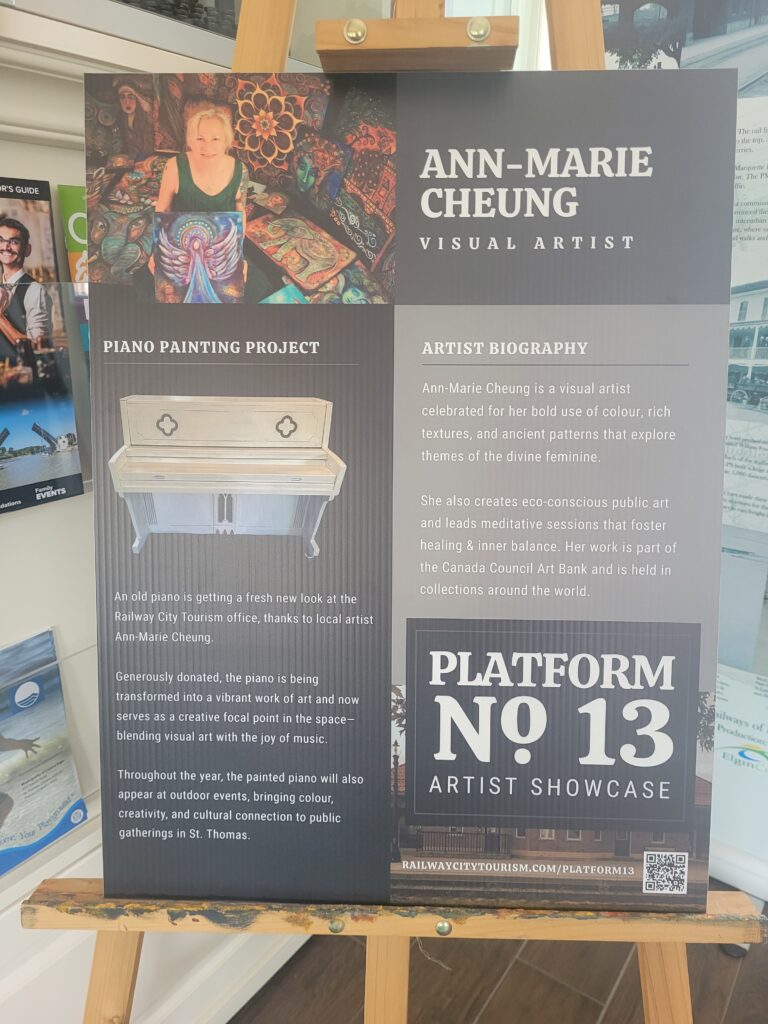 ANN-MARIE
CHEUNG
VISUAL ARTIST
PIANO PAINTING PROJECT
An old piano is getting a fresh new look at the
Railway City Tourism office, thanks to local artist
Ann-Marie Cheung.
Generously donated, the piano is being
transformed into a vibrant work of art and now
serves as a creative focal point in the space—
blending visual art with the joy of music.
Throughout the year, the painted piano will also
appear at outdoor events, bringing colour,
creativity, and cultural connection to public
gatherings in St. Thomas.
ARTIST BIOGRAPHY
Ann-Marie Cheung is a visual artist
celebrated for her bold use of colour, rich
textures, and ancient patterns that explore
themes of the divine feminine.
She also creates eco-conscious public art
and leads meditative sessions that foster
healing & inner balance. Her work is part of
the Canada Council Art Bank and is held in
collections around the world.
PLATFORM
No 13
ARTIST SHOWCASE
RAILWAYCITYTOURISM.COM/PLATFORM13
GUIDE
Family
EVENTS
Your Playground